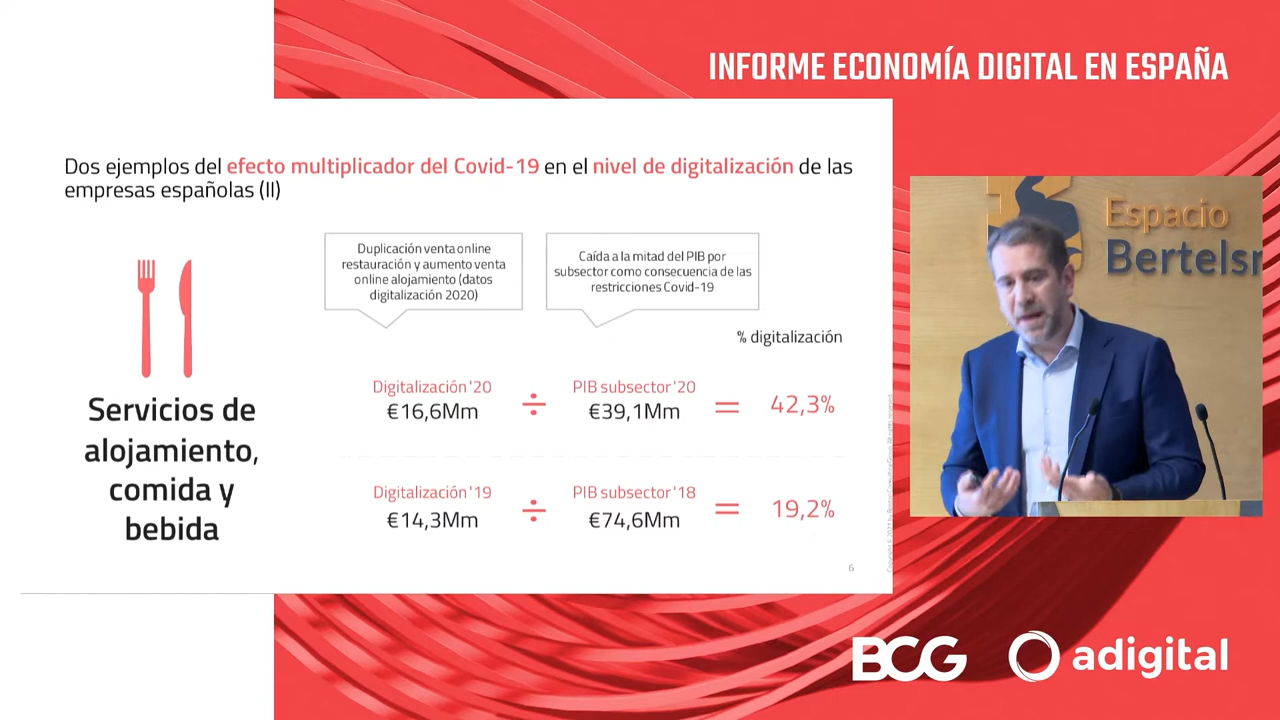 INFORME ECONOMÍA DIGITAL EN ESPAÑA
Dos ejemplos del efecto multiplicador del Covid-19 en el nivel de digitalización de las
empresas españolas (II)
Duplicación venta online
restauración y aumento venta
online alojamiento (datos
digitalización 2020)
Caída a la mitad del PIB por
subsector como consecuencia de las
restricciones Covid-19
% digitalización
Servicios de
alojamiento,
comida y
bebida
Digitalización '20
PIB subsector '20
€16,6Mm ÷ €39,1Mm = 42,3%
Digitalización '19
PIB subsector '18
€14,3Mm ÷ €74,6Mm = 19,2%
6
Espacio
Bertelsm
BCG
adigital